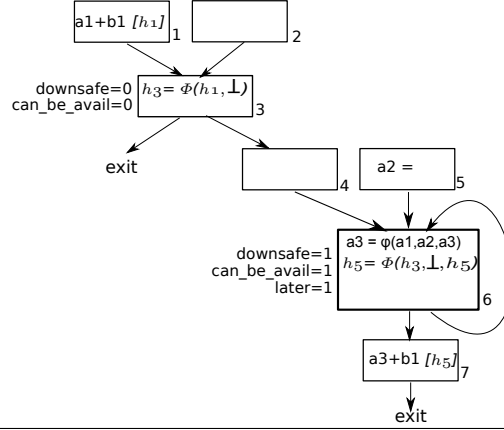 a1+b1 [h1]
1
2
downsafe=0
can_be_avail=0
h3= Φ(h1,⊥)
3
exit
4
a2 =
5
a3 = φ(a1,a2,a3)
h5= Φ(h3,⊥,h5)
downsafe=1
can_be_avail=1
later=1
6
a3+b1 [h5]
7
exit